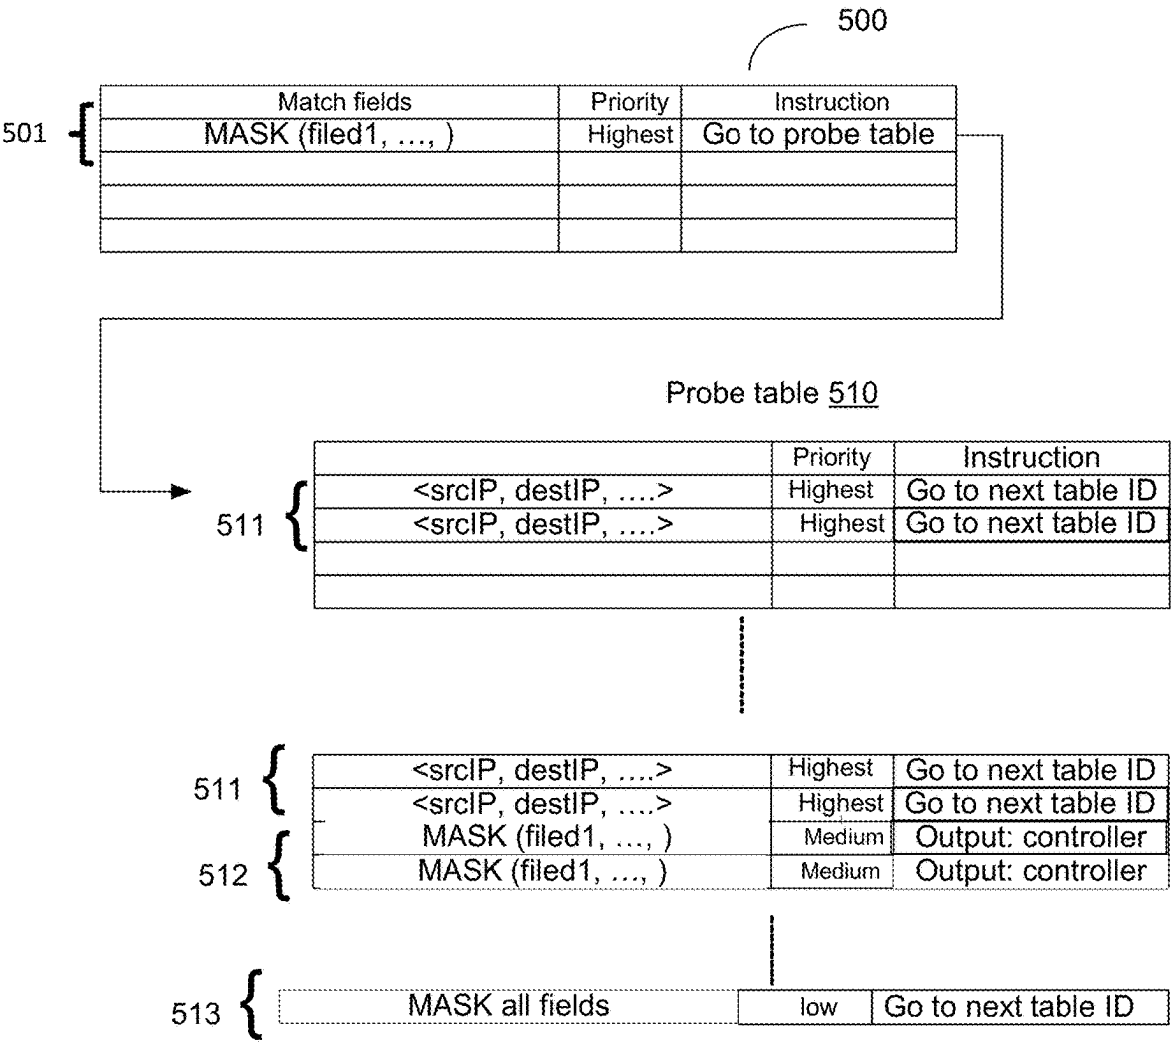 500
Match fields Priority Instruction
501 MASK (filed1, ..., ) Highest Go to probe table
Probe table 510
Priority Instruction
<srcIP, destIP, ....> Highest Go to next table ID
511 <srcIP, destIP, ....> Highest Go to next table ID
511 <srcIP, destIP, ....> Highest Go to next table ID
<srcIP, destIP, ....> Highest Go to next table ID
MASK (filed1, ..., ) Medium Output: controller
512 MASK (filed1, ..., ) Medium Output: controller
513 MASK all fields low Go to next table ID